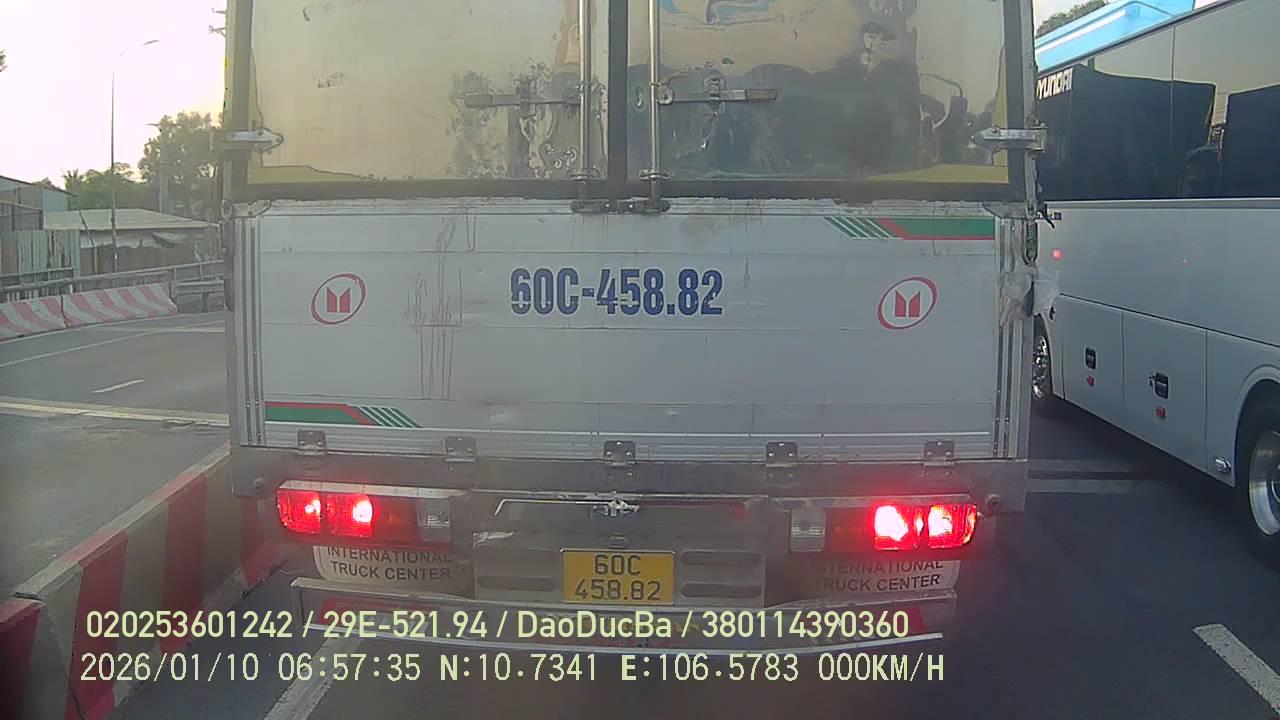 HYUNDAI
60C-458.82
INTERNATIONAL
TRUCK CENTER
60C
458.82
INTERNATIONAL
TRUCK CENTER
020253601242 / 29E-521.94 / DaoDucBa / 380114390360
2026/01/10 06:57:35 N:10.7341 E:106.5783 000KM/H